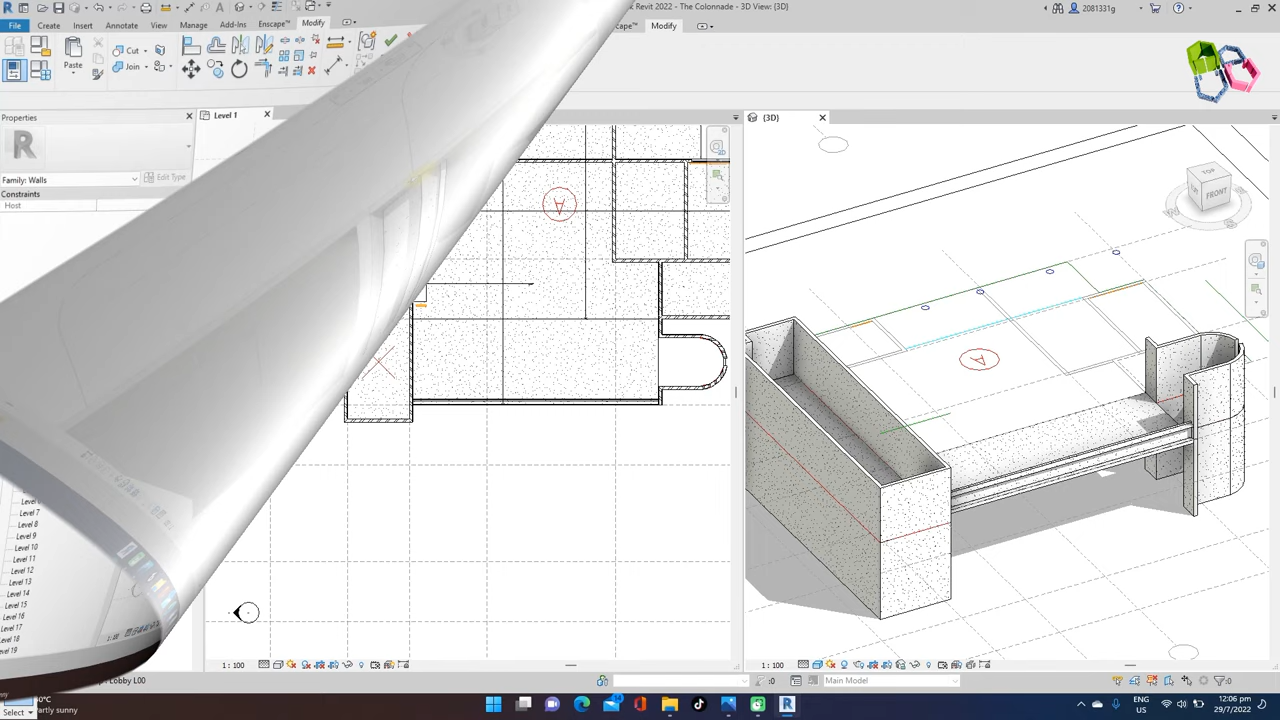 Revit 2022 - The Colonnade - 3D View: {3D}
2081331g
File
Create
Insert
Annotate
View
Manage
Add-Ins
Enscape™
Modify
Modify
Paste
Cut
Join
Properties
Level 1
(3D)
Family: Walls
Edit Type
Constraints
Host
A
A
TOP
FRONT
Level 7
Level 8
Level 9
Level 10
Level 11
Level 12
Level 13
Level 14
Level 15
Level 16
Level 17
Level 18
Level 19
1 : 100
1 : 100
Lobby L00
:0
Main Model
:0
Select
Partly sunny
ENG
US
12:06 pm
29/7/2022